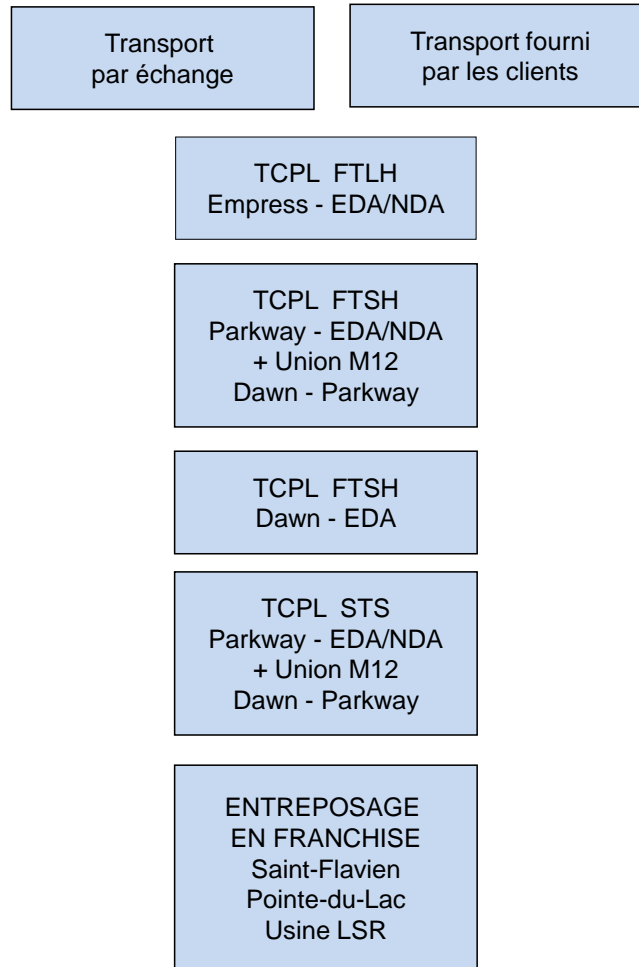 Transport
par échange
Transport fourni
par les clients
TCPL FTLH
Empress - EDA/NDA
TCPL FTSH
Parkway - EDA/NDA
+ Union M12
Dawn - Parkway
TCPL FTSH
Dawn - EDA
TCPL STS
Parkway - EDA/NDA
+ Union M12
Dawn - Parkway
ENTREPOSAGE
EN FRANCHISE
Saint-Flavien
Pointe-du-Lac
Usine LSR